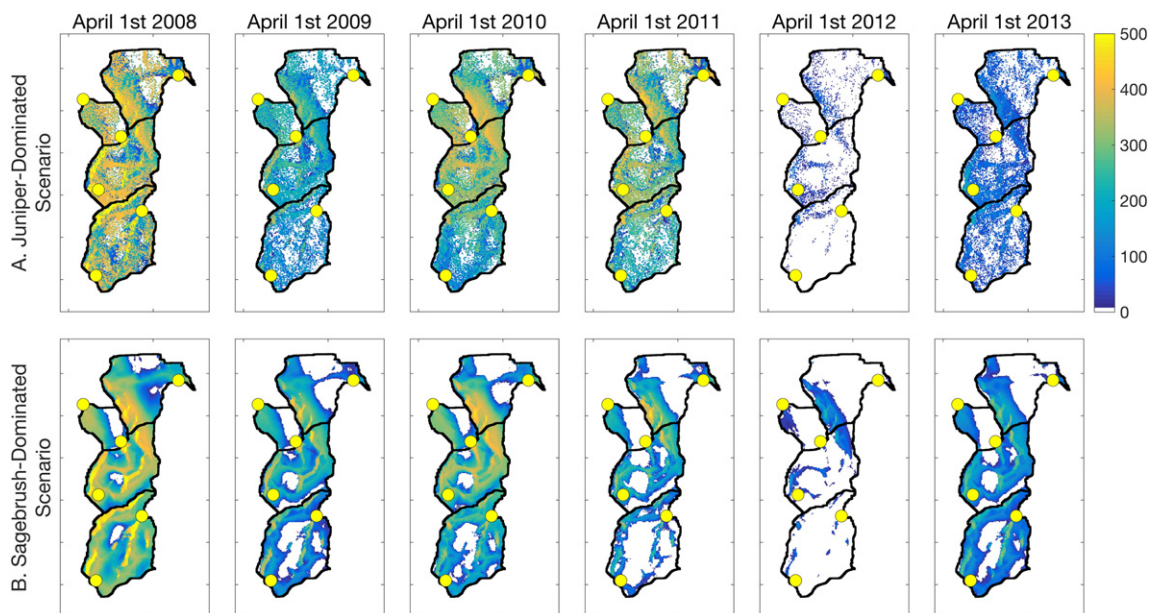 April 1st 2008 April 1st 2009 April 1st 2010 April 1st 2011 April 1st 2012 April 1st 2013
A. Juniper-Dominated
Scenario
500
400
300
200
100
0
B. Sagebrush-Dominated
Scenario